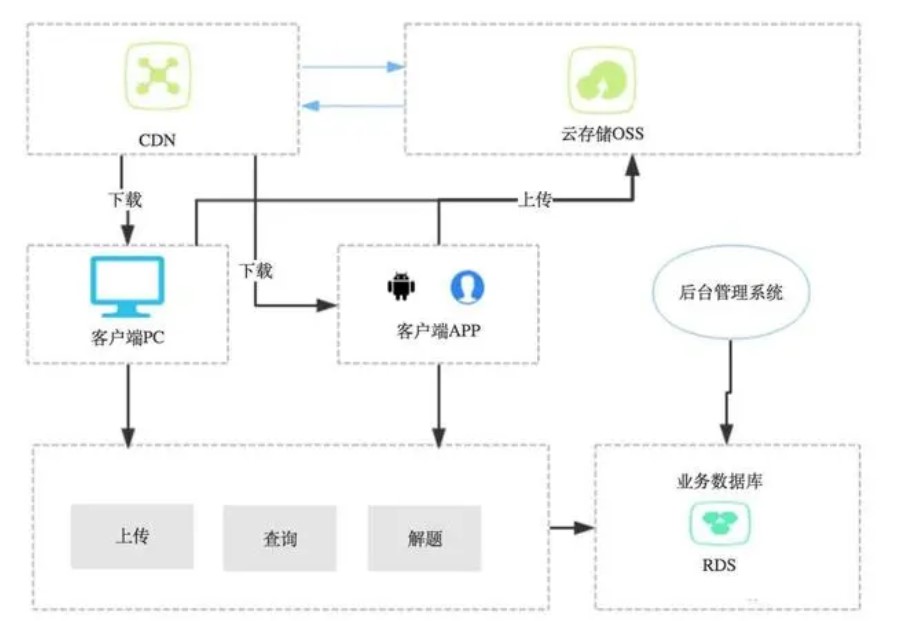 CDN
云存储OSS
下载
上传
下载
后台管理系统
客户端PC
客户端APP
业务数据库
上传
查询
解题
RDS